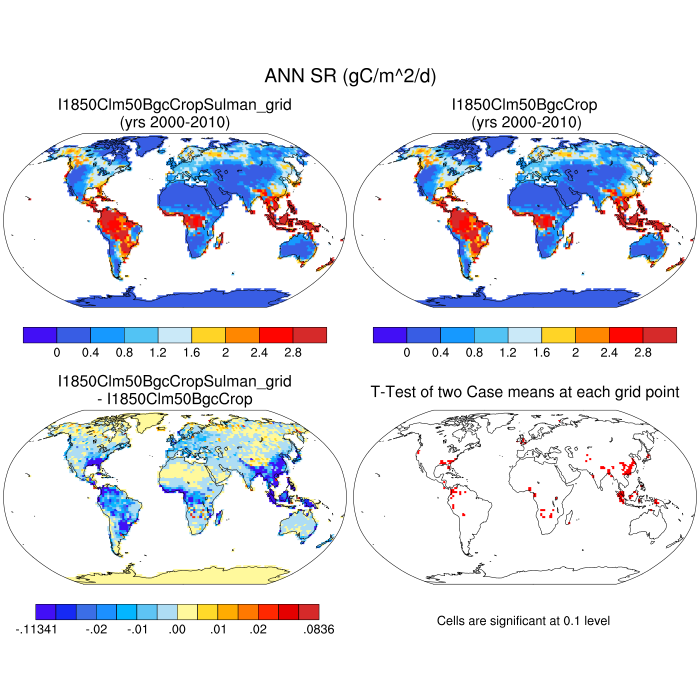 ANN SR (gC/m^2/d)
I1850Clm50BgcCropSulman_grid
(yrs 2000-2010)
I1850Clm50BgcCrop
(yrs 2000-2010)
0 0.4 0.8 1.2 1.6 2 2.4 2.8
0 0.4 0.8 1.2 1.6 2 2.4 2.8
I1850Clm50BgcCropSulman_grid
- I1850Clm50BgcCrop
T-Test of two Case means at each grid point
-.11341 -.02 -.01 .00 .01 .02 .0836
Cells are significant at 0.1 level